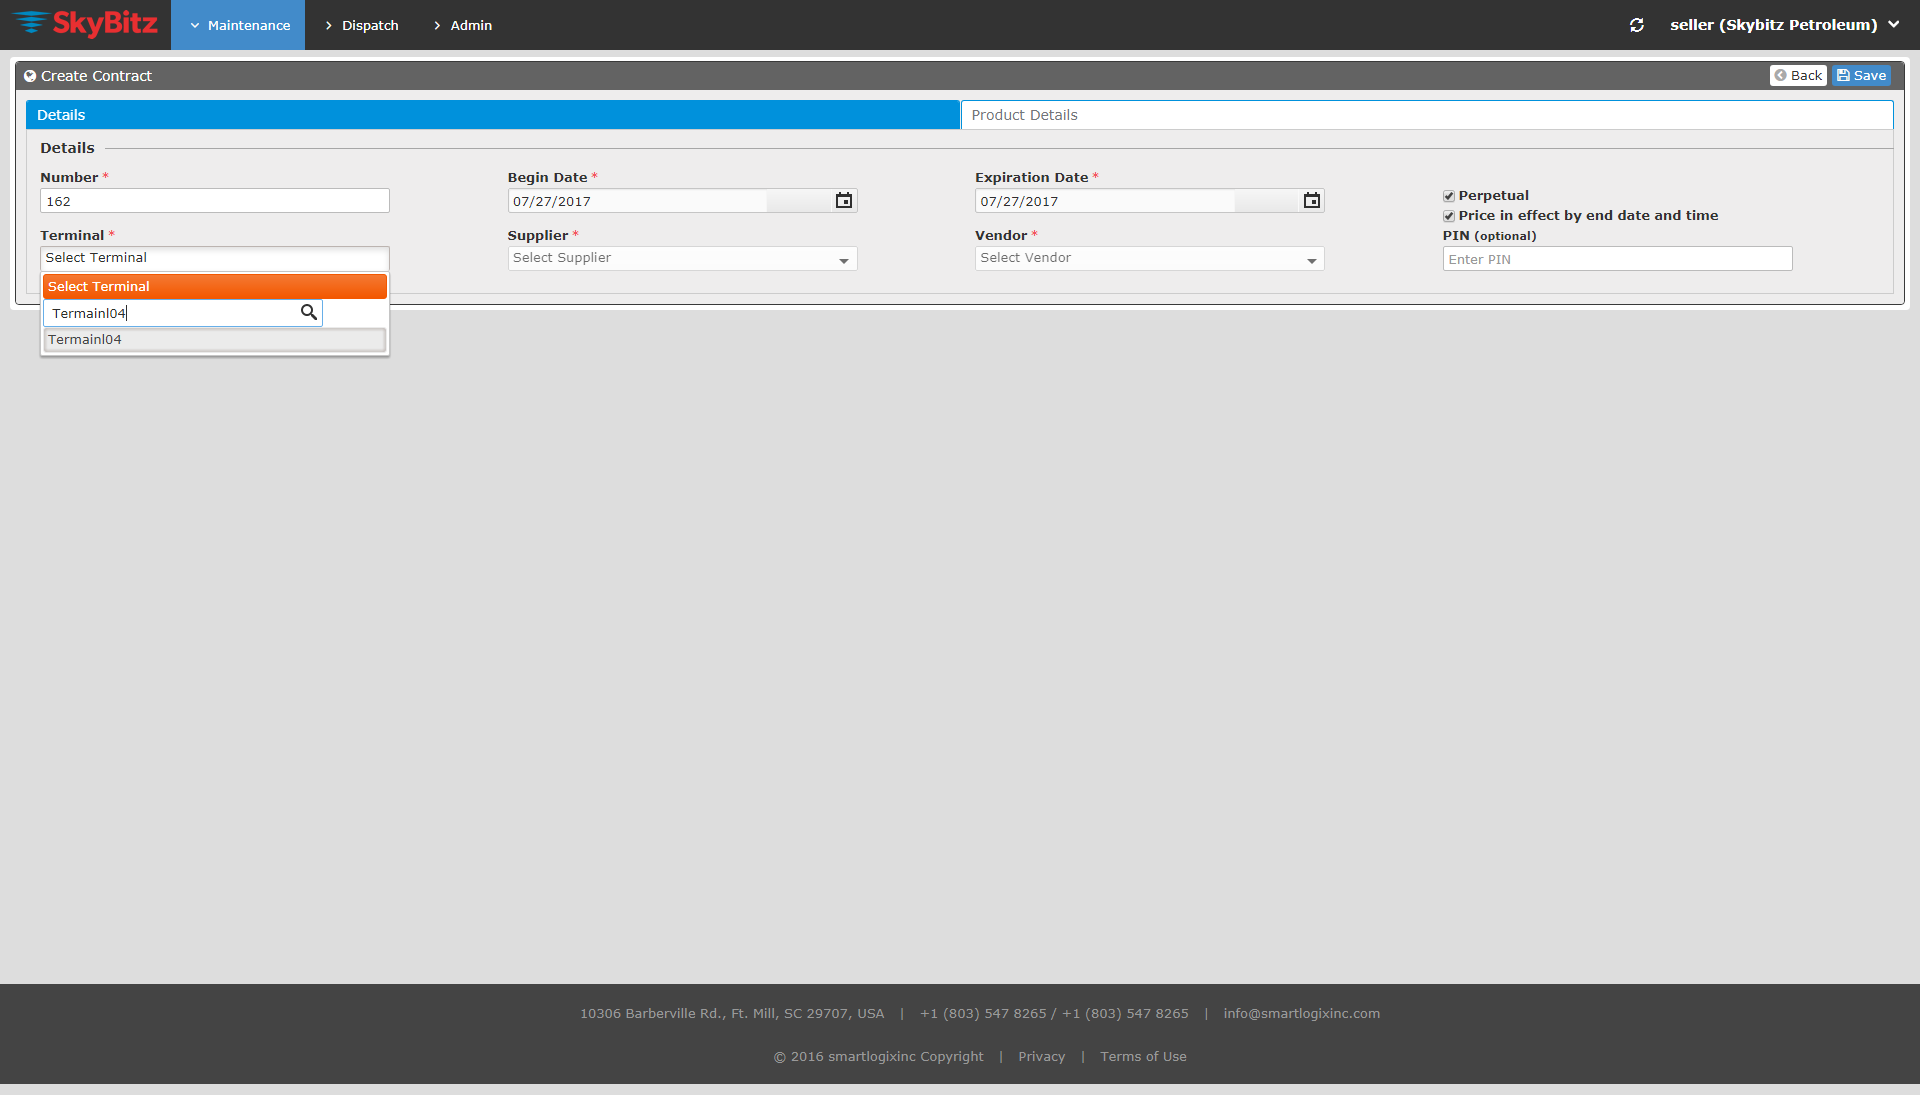 SkyBitz Maintenance Dispatch Admin seller (Skybitz Petroleum)
Create Contract Back Save
Details Product Details
Details
Number * Begin Date * Expiration Date *
162 07/27/2017 07/27/2017 Perpetual
Price in effect by end date and time
Terminal * Supplier * Vendor * PIN (optional)
Select Terminal Select Supplier Select Vendor Enter PIN
Select Terminal
Termainl04
Termainl04
10306 Barberville Rd., Ft. Mill, SC 29707, USA | +1 (803) 547 8265 / +1 (803) 547 8265 | info@smartlogixinc.com
© 2016 smartlogixinc Copyright | Privacy | Terms of Use